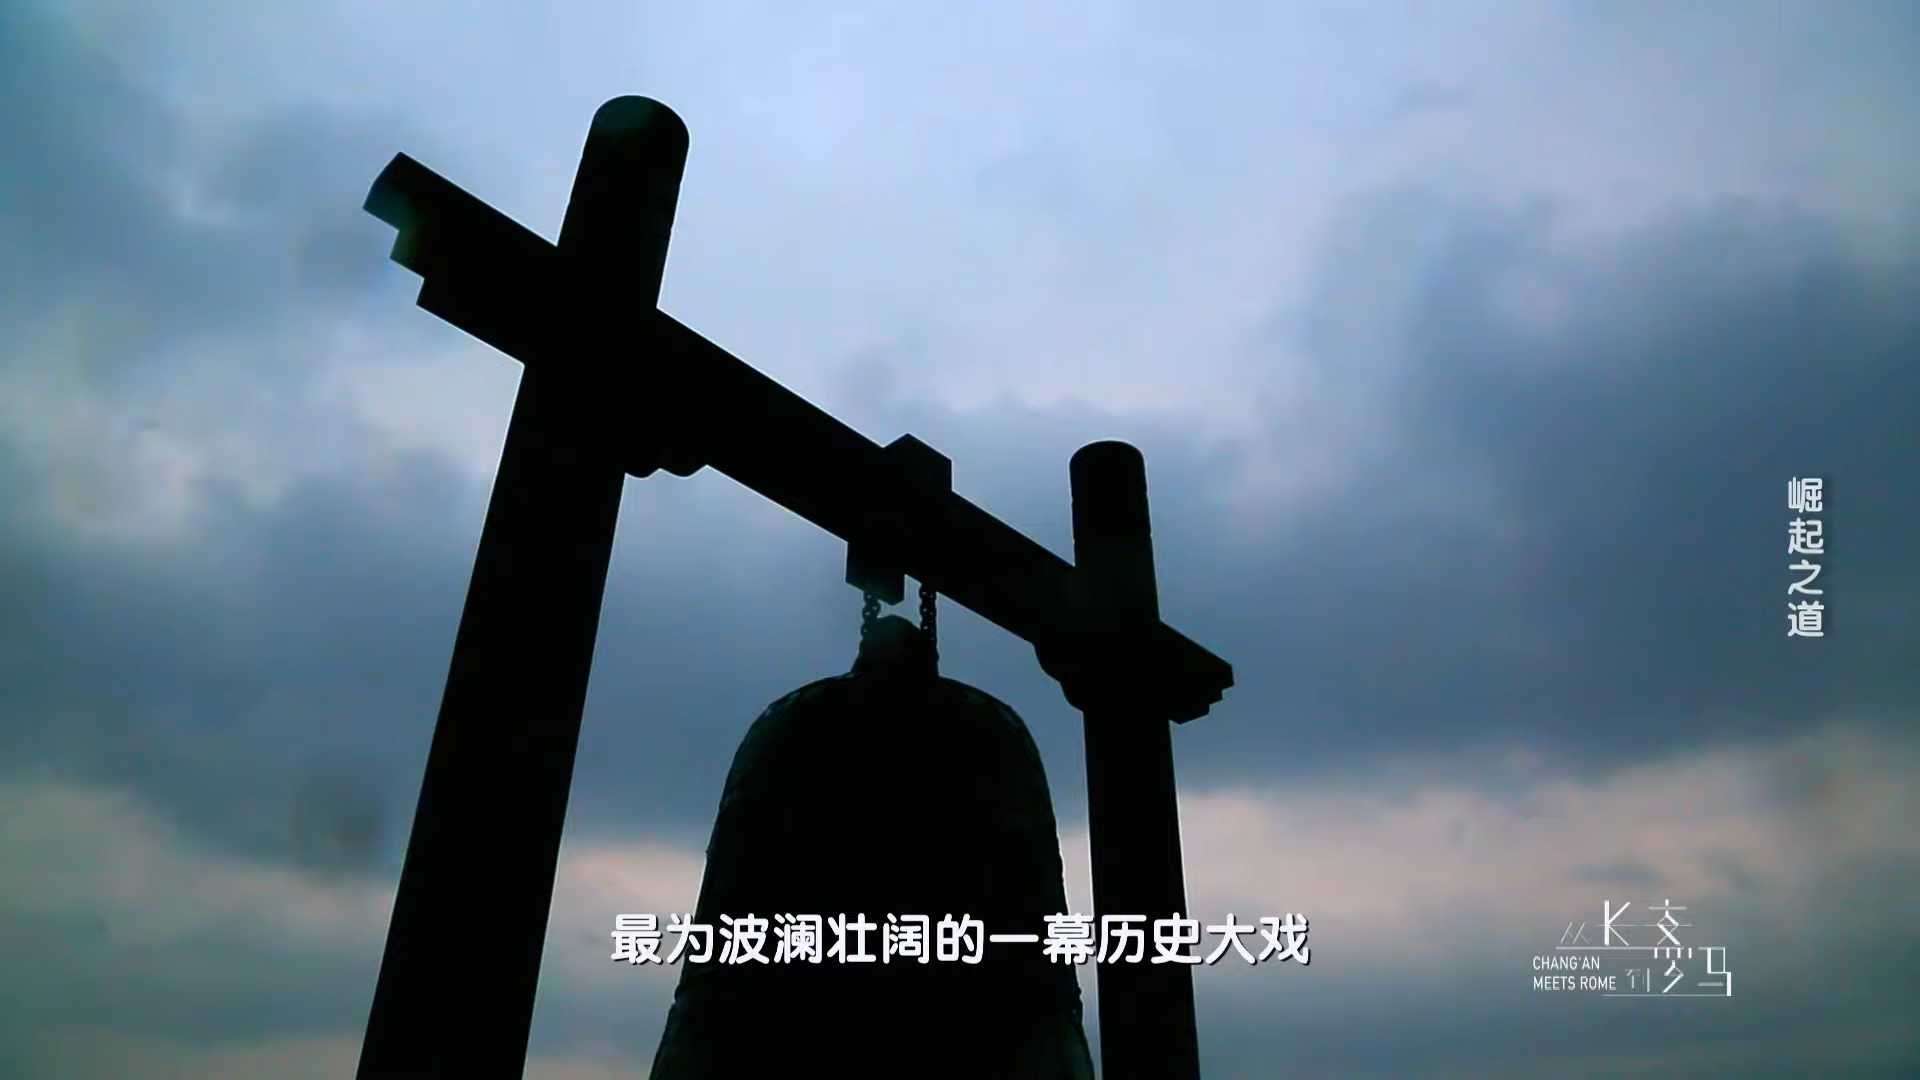 崛起之道
最为波澜壮阔的一幕历史大戏
从长安
CHANG'AN
MEETS ROME
到罗马